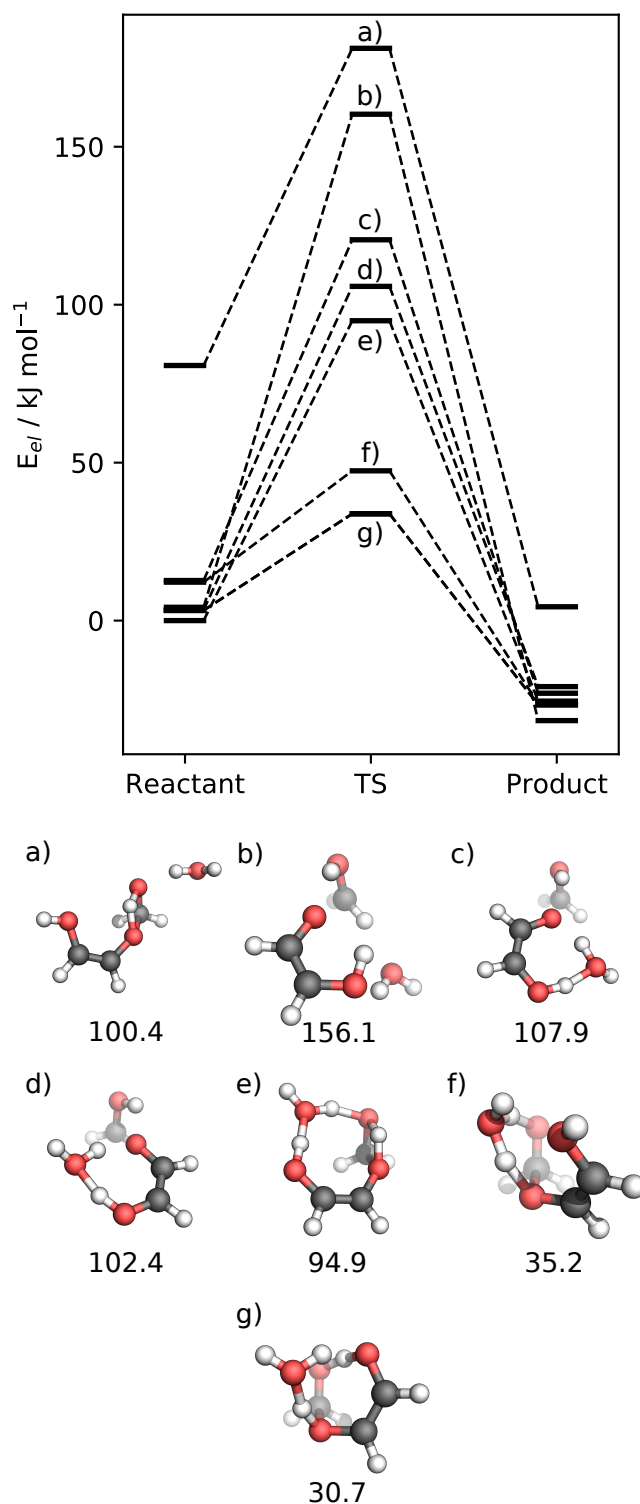 a)
b)
150
c)
100
d)
e)
E_el / kJ mol⁻¹
50
f)
g)
0
Reactant TS Product
a) b) c)
100.4 156.1 107.9
d) e) f)
102.4 94.9 35.2
g)
30.7